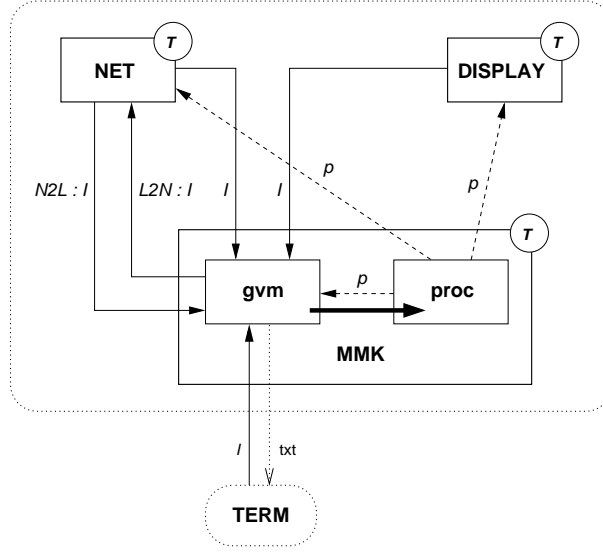 T
T
NET
DISPLAY
p
p
N2L : I
L2N : I
I
I
T
gvm
p
proc
MMK
I
txt
TERM